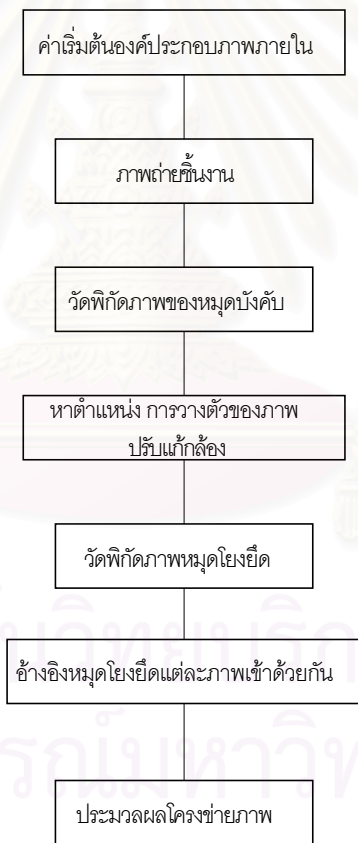 ค่าเริ่มต้นองค์ประกอบภาพภายใน
ภาพถ่ายชิ้นงาน
วัดพิกัดภาพของหมุดบังคับ
หาตำแหน่ง การวางตัวของภาพ
ปรับแก้กล้อง
วัดพิกัดภาพหมุดโยงยึด
อ้างอิงหมุดโยงยึดแต่ละภาพเข้าด้วยกัน
ประมวลผลโครงข่ายภาพ